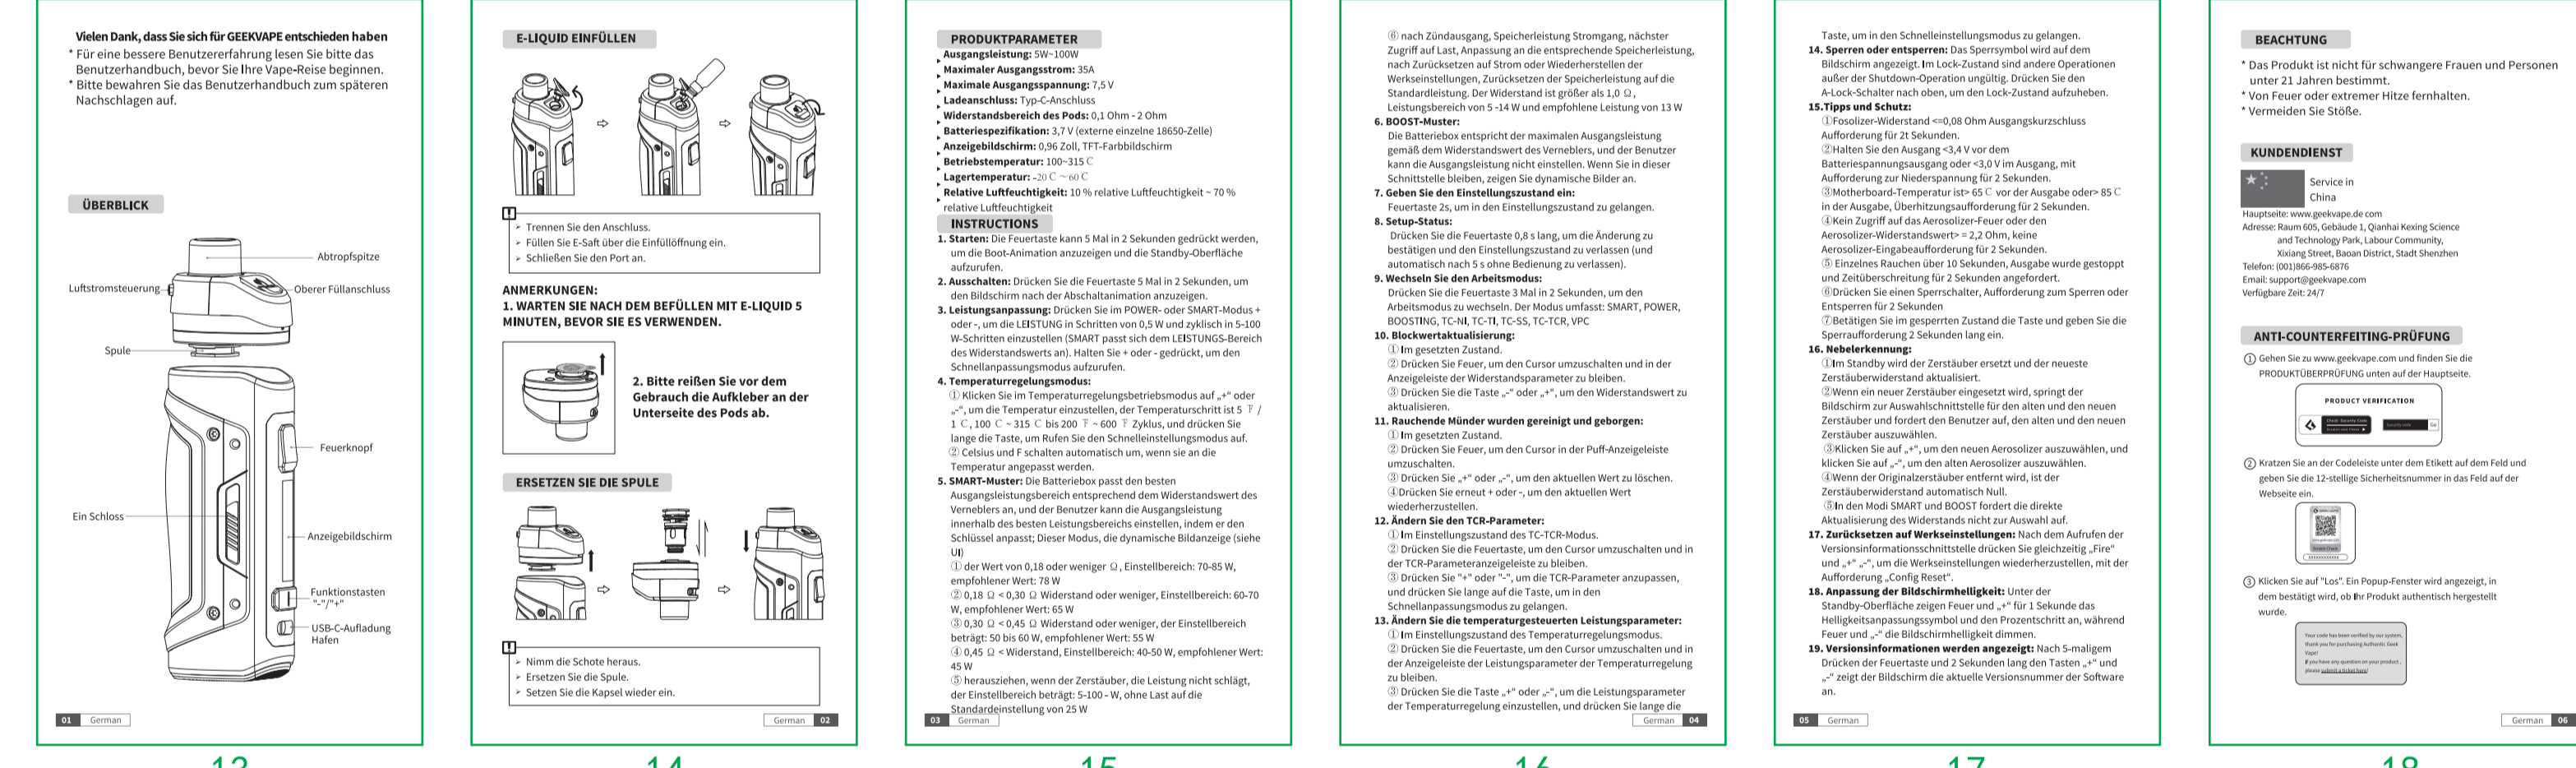 Vielen Dank, dass Sie sich für GEEKVAPE entschieden haben
* Für eine bessere Benutzererfahrung lesen Sie bitte das
Benutzerhandbuch, bevor Sie Ihre Vape-Reise beginnen.
* Bitte bewahren Sie das Benutzerhandbuch zum späteren
Nachschlagen auf.
ÜBERBLICK
Abtropfspitze
Luftstromsteuerung
Oberer Füllanschluss
Spule
Feuerknopf
Ein Schloss
Anzeigebildschirm
Funktionstasten
"-"/"+"
USB-C-Aufladung
Hafen
01 German
E-LIQUID EINFÜLLEN
➢ Trennen Sie den Anschluss.
➢ Füllen Sie E-Saft über die Einfüllöffnung ein.
➢ Schließen Sie den Port an.
ANMERKUNGEN:
1. WARTEN SIE NACH DEM BEFÜLLEN MIT E-LIQUID 5
MINUTEN, BEVOR SIE ES VERWENDEN.
2. Bitte reißen Sie vor dem
Gebrauch die Aufkleber an der
Unterseite des Pods ab.
ERSETZEN SIE DIE SPULE
➢ Nimm die Schote heraus.
➢ Ersetzen Sie die Spule.
➢ Setzen Sie die Kapsel wieder ein.
German 02
PRODUKTPARAMETER
Ausgangsleistung: 5W~100W
Maximaler Ausgangsstrom: 35A
Maximale Ausgangsspannung: 7,5 V
Ladeanschluss: Typ-C-Anschluss
Widerstandsbereich des Pods: 0,1 Ohm - 2 Ohm
Batteriespezifikation: 3,7 V (externe einzelne 18650-Zelle)
Anzeigebildschirm: 0,96 Zoll, TFT-Farbbildschirm
Betriebstemperatur: 100~315 C
Lagertemperatur: -20 C ~60 C
Relative Luftfeuchtigkeit: 10 % relative Luftfeuchtigkeit ~ 70 %
relative Luftfeuchtigkeit
INSTRUCTIONS
1. Starten: Die Feuertaste kann 5 Mal in 2 Sekunden gedrückt werden,
um die Boot-Animation anzuzeigen und die Standby-Oberfläche
aufzurufen.
2. Ausschalten: Drücken Sie die Feuertaste 5 Mal in 2 Sekunden, um
den Bildschirm nach der Abschaltanimation anzuzeigen.
3. Leistungsanpassung: Drücken Sie im POWER- oder SMART-Modus +
oder -, um die LEISTUNG in Schritten von 0,5 W und zyklisch in 5-100
W-Schritten einzustellen (SMART passt sich dem LEISTUNGS-Bereich
des Widerstandswerts an). Halten Sie + oder - gedrückt, um den
Schnellanpassungsmodus aufzurufen.
4. Temperaturregelungsmodus:
① Klicken Sie im Temperaturregelungsbetriebsmodus auf „+“ oder
„-“, um die Temperatur einzustellen, der Temperaturschritt ist 5 F /
1 C, 100 C ~ 315 C bis 200 F ~ 600 F Zyklus, und drücken Sie
lange die Taste, um Rufen Sie den Schnelleinstellungsmodus auf.
② Celsius und F schalten automatisch um, wenn sie an die
Temperatur angepasst werden.
5. SMART-Muster: Die Batteriebox passt den besten
Ausgangsleistungsbereich entsprechend dem Widerstandswert des
Verneblers an, und der Benutzer kann die Ausgangsleistung
innerhalb des besten Leistungsbereichs einstellen, indem er den
Schlüssel anpasst; Dieser Modus, die dynamische Bildanzeige (siehe
UI)
① der Wert von 0,18 oder weniger Ω, Einstellbereich: 70-85 W,
empfohlener Wert: 78 W
② 0,18 Ω < 0,30 Ω Widerstand oder weniger, Einstellbereich: 60-70
W, empfohlener Wert: 65 W
③ 0,30 Ω < 0,45 Ω Widerstand oder weniger, der Einstellbereich
beträgt: 50 bis 60 W, empfohlener Wert: 55 W
④ 0,45 Ω < Widerstand, Einstellbereich: 40-50 W, empfohlener Wert:
45 W
⑤ herausziehen, wenn der Zerstäuber, die Leistung nicht schlägt,
der Einstellbereich beträgt: 5-100 - W, ohne Last auf die
Standardeinstellung von 25 W
03 German
⑥ nach Zündausgang, Speicherleistung Stromgang, nächster
Zugriff auf Last, Anpassung an die entsprechende Speicherleistung,
nach Zurücksetzen auf Strom oder Wiederherstellen der
Werkseinstellungen, Zurücksetzen der Speicherleistung auf die
Standardleistung. Der Widerstand ist größer als 1,0 Ω,
Leistungsbereich von 5 -14 W und empfohlene Leistung von 13 W
6. BOOST-Muster:
Die Batteriebox entspricht der maximalen Ausgangsleistung
gemäß dem Widerstandswert des Verneblers, und der Benutzer
kann die Ausgangsleistung nicht einstellen. Wenn Sie in dieser
Schnittstelle bleiben, zeigen Sie dynamische Bilder an.
7. Geben Sie den Einstellungszustand ein:
Feuertaste 2s, um in den Einstellungszustand zu gelangen.
8. Setup-Status:
Drücken Sie die Feuertaste 0,8 s lang, um die Änderung zu
bestätigen und den Einstellungszustand zu verlassen (und
automatisch nach 5 s ohne Bedienung zu verlassen).
9. Wechseln Sie den Arbeitsmodus:
Drücken Sie die Feuertaste 3 Mal in 2 Sekunden, um den
Arbeitsmodus zu wechseln. Der Modus umfasst: SMART, POWER,
BOOSTING, TC-NI, TC-TI, TC-SS, TC-TCR, VPC
10. Blockwertaktualisierung:
① Im gesetzten Zustand.
② Drücken Sie Feuer, um den Cursor umzuschalten und in der
Anzeigeleiste der Widerstandsparameter zu bleiben.
③ Drücken Sie die Taste „-“ oder „+“, um den Widerstandswert zu
aktualisieren.
11. Rauchende Münder wurden gereinigt und geborgen:
① Im gesetzten Zustand.
② Drücken Sie Feuer, um den Cursor in der Puff-Anzeigeleiste
umzuschalten.
③ Drücken Sie „+“ oder „-“, um den aktuellen Wert zu löschen.
④Drücken Sie erneut + oder -, um den aktuellen Wert
wiederherzustellen.
12. Ändern Sie den TCR-Parameter:
① Im Einstellungszustand des TC-TCR-Modus.
② Drücken Sie die Feuertaste, um den Cursor umzuschalten und in
der TCR-Parameteranzeigeleiste zu bleiben.
③ Drücken Sie "+" oder "-", um die TCR-Parameter anzupassen,
und drücken Sie lange auf die Taste, um in den
Schnellanpassungsmodus zu gelangen.
13. Ändern Sie die temperaturgesteuerten Leistungsparameter:
① Im Einstellungszustand des Temperaturregelungsmodus.
② Drücken Sie die Feuertaste, um den Cursor umzuschalten und in
der Anzeigeleiste der Leistungsparameter der Temperaturregelung
zu bleiben.
③ Drücken Sie die Taste „+“ oder „-“, um die Leistungsparameter
der Temperaturregelung einzustellen, und drücken Sie lange die
German 04
Taste, um in den Schnelleinstellungsmodus zu gelangen.
14. Sperren oder entsperren: Das Sperrsymbol wird auf dem
Bildschirm angezeigt. Im Lock-Zustand sind andere Operationen
außer der Shutdown-Operation ungültig. Drücken Sie den
A-Lock-Schalter nach oben, um den Lock-Zustand aufzuheben.
15.Tipps und Schutz:
①Fosolizer-Widerstand <=0,08 Ohm Ausgangskurzschluss
Aufforderung für 2t Sekunden.
②Halten Sie den Ausgang <3,4 V vor dem
Batteriespannungsausgang oder <3,0 V im Ausgang, mit
Aufforderung zur Niederspannung für 2 Sekunden.
③Motherboard-Temperatur ist> 65 C vor der Ausgabe oder> 85 C
in der Ausgabe, Überhitzungsaufforderung für 2 Sekunden.
④Kein Zugriff auf das Aerosolizer-Feuer oder den
Aerosolizer-Widerstandswert> = 2,2 Ohm, keine
Aerosolizer-Eingabeaufforderung für 2 Sekunden.
⑤ Einzelnes Rauchen über 10 Sekunden, Ausgabe wurde gestoppt
und Zeitüberschreitung für 2 Sekunden angefordert.
⑥Drücken Sie einen Sperrschalter, Aufforderung zum Sperren oder
Entsperren für 2 Sekunden
⑦Betätigen Sie im gesperrten Zustand die Taste und geben Sie die
Sperraufforderung 2 Sekunden lang ein.
16. Nebelerkennung:
①Im Standby wird der Zerstäuber ersetzt und der neueste
Zerstäuberwiderstand aktualisiert.
②Wenn ein neuer Zerstäuber eingesetzt wird, springt der
Bildschirm zur Auswahlschnittstelle für den alten und den neuen
Zerstäuber und fordert den Benutzer auf, den alten und den neuen
Zerstäuber auszuwählen.
③Klicken Sie auf „+“, um den neuen Aerosolizer auszuwählen, und
klicken Sie auf „-“, um den alten Aerosolizer auszuwählen.
④Wenn der Originalzerstäuber entfernt wird, ist der
Zerstäuberwiderstand automatisch Null.
⑤In den Modi SMART und BOOST fordert die direkte
Aktualisierung des Widerstands nicht zur Auswahl auf.
17. Zurücksetzen auf Werkseinstellungen: Nach dem Aufrufen der
Versionsinformationsschnittstelle drücken Sie gleichzeitig „Fire“
und „+“ „-“, um die Werkseinstellungen wiederherzustellen, mit der
Aufforderung „Config Reset“.
18. Anpassung der Bildschirmhelligkeit: Unter der
Standby-Oberfläche zeigen Feuer und „+“ für 1 Sekunde das
Helligkeitsanpassungssymbol und den Prozentschritt an, während
Feuer und „-“ die Bildschirmhelligkeit dimmen.
19. Versionsinformationen werden angezeigt: Nach 5-maligem
Drücken der Feuertaste und 2 Sekunden lang den Tasten „+“ und
„-“ zeigt der Bildschirm die aktuelle Versionsnummer der Software
an.
05 German
BEACHTUNG
* Das Produkt ist nicht für schwangere Frauen und Personen
unter 21 Jahren bestimmt.
* Von Feuer oder extremer Hitze fernhalten.
* Vermeiden Sie Stöße.
KUNDENDIENST
Service in
China
Hauptseite: www.geekvape.de com
Adresse: Raum 605, Gebäude 1, Qianhai Kexing Science
and Technology Park, Labour Community,
Xixiang Street, Baoan District, Stadt Shenzhen
Telefon: (001)866-985-6876
Email: support@geekvape.com
Verfügbare Zeit: 24/7
ANTI-COUNTERFEITING-PRÜFUNG
① Gehen Sie zu www.geekvape.com und finden Sie die
PRODUKTÜBERPRÜFUNG unten auf der Hauptseite.
PRODUCT VERIFICATION
② Kratzen Sie an der Codeleiste unter dem Etikett auf dem Feld und
geben Sie die 12-stellige Sicherheitsnummer in das Feld auf der
Webseite ein.
③ Klicken Sie auf "Los". Ein Popup-Fenster wird angezeigt, in
dem bestätigt wird, ob Ihr Produkt authentisch hergestellt
wurde.
Your code has been verified by our system,
thank you for purchasing Authentic Geek
Vape!
If you have any question on your product,
please submit a ticket here!
German 06